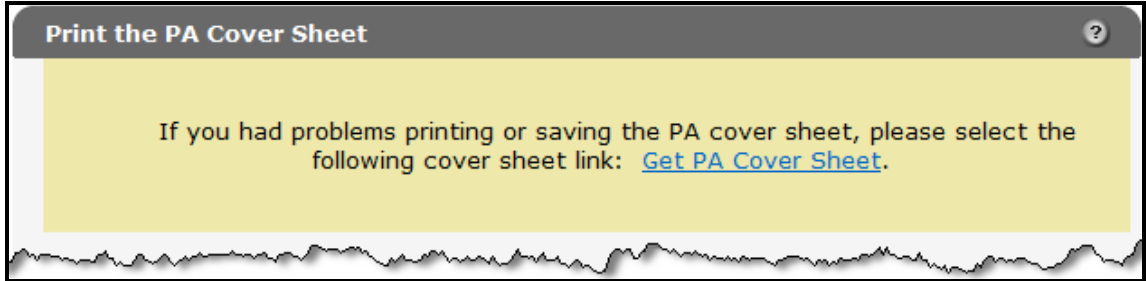 Print the PA Cover Sheet ?
If you had problems printing or saving the PA cover sheet, please select the
following cover sheet link: Get PA Cover Sheet.